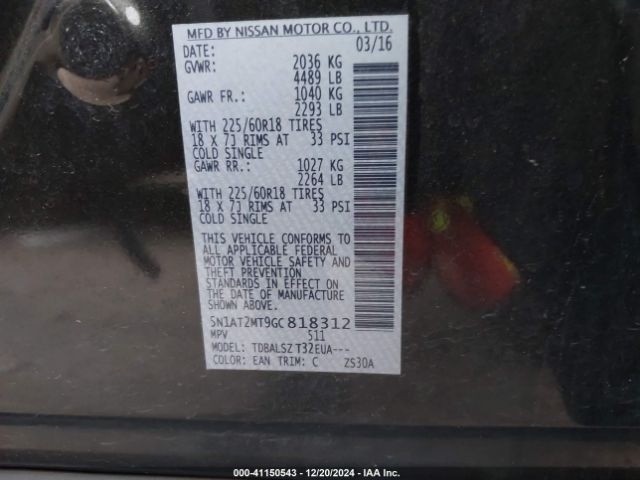 MFD BY NISSAN MOTOR CO., LTD.
DATE: 03/16
GVWR: 2036 KG
4489 LB
GAWR FR.: 1040 KG
2293 LB
WITH 225/60R18 TIRES
18 X 7J RIMS AT 33 PSI
COLD SINGLE
GAWR RR.: 1027 KG
2264 LB
WITH 225/60R18 TIRES
18 X 7J RIMS AT 33 PSI
COLD SINGLE
THIS VEHICLE CONFORMS TO
ALL APPLICABLE FEDERAL
MOTOR VEHICLE SAFETY AND
THEFT PREVENTION
STANDARDS IN EFFECT ON
THE DATE OF MANUFACTURE
SHOWN ABOVE.
5N1AT2MT9GC818312
MPV 511
MODEL: TDBALSZ T32EUA---
COLOR: EAN TRIM: C ZS30A
000-41150543 - 12/20/2024 - IAA Inc.